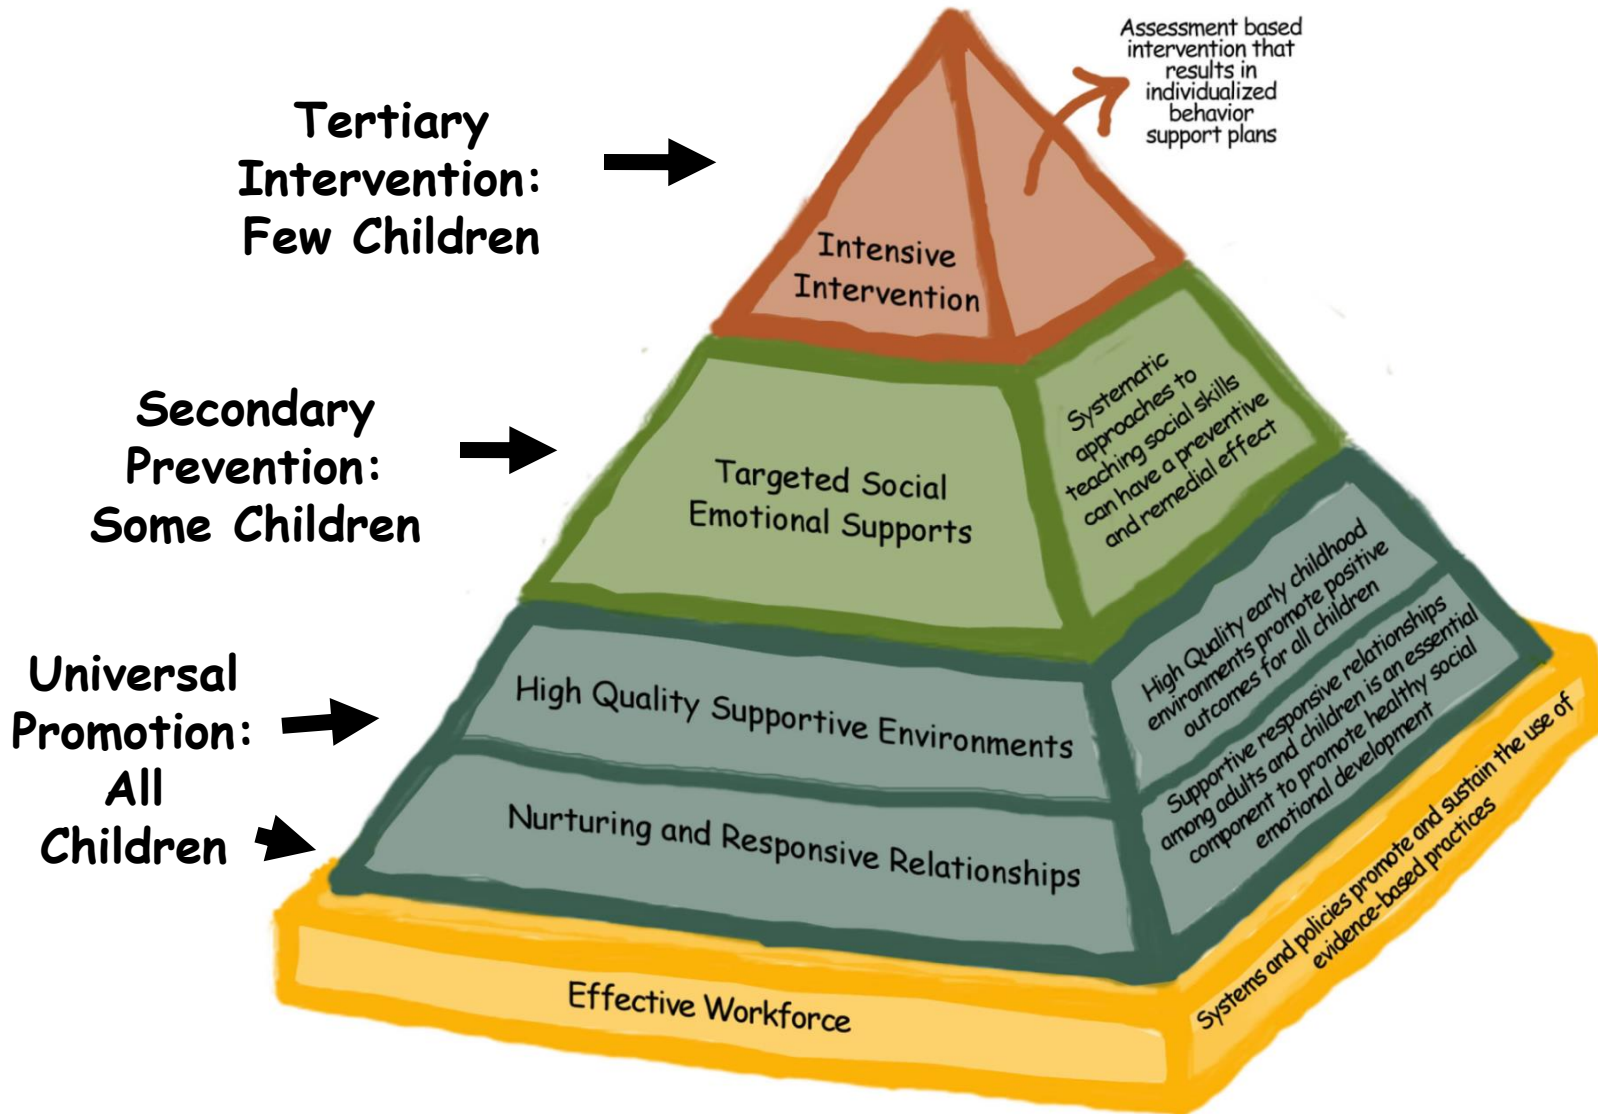 Assessment based
intervention that
results in
individualized
behavior
support plans
Tertiary
Intervention:
Few Children
Intensive
Intervention
Systematic
approaches to
teaching social skills
can have a preventive
and remedial effect
Secondary
Prevention:
Some Children
Targeted Social
Emotional Supports
High Quality early childhood
environments promote positive
outcomes for all children
Universal
Promotion:
All
Children
High Quality Supportive Environments
Supportive responsive relationships
among adults and children is an essential
component to promote healthy social
emotional development
Nurturing and Responsive Relationships
Systems and policies promote and sustain the use of
evidence-based practices
Effective Workforce